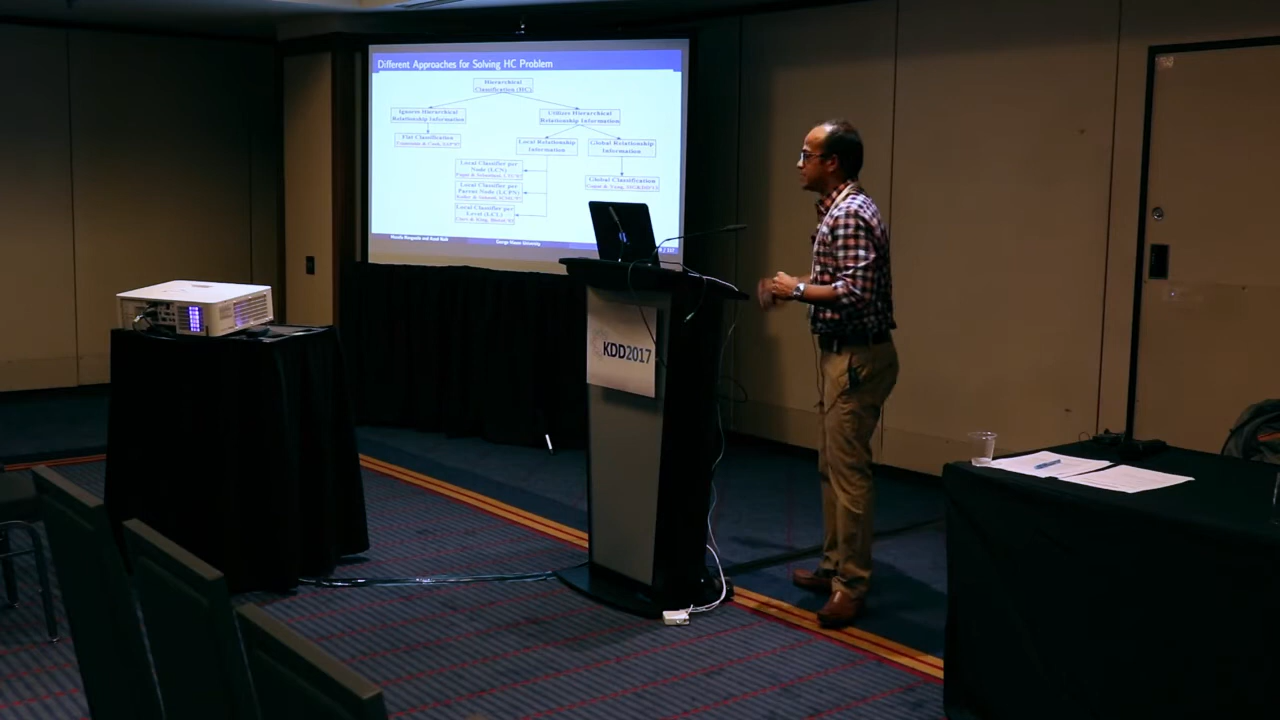 Different Approaches for Solving HC Problem
Hierarchical
Classification (HC)
Ignores Hierarchical
Relationship Information
Utilizes Hierarchical
Relationship Information
Flat Classification
Local Relationship
Information
Global Relationship
Information
Local Classifier per
Node (LCN)
Global Classification
Local Classifier per
Parent Node (LCPN)
Local Classifier per
Level (LCL)
George Mason University
KDD2017